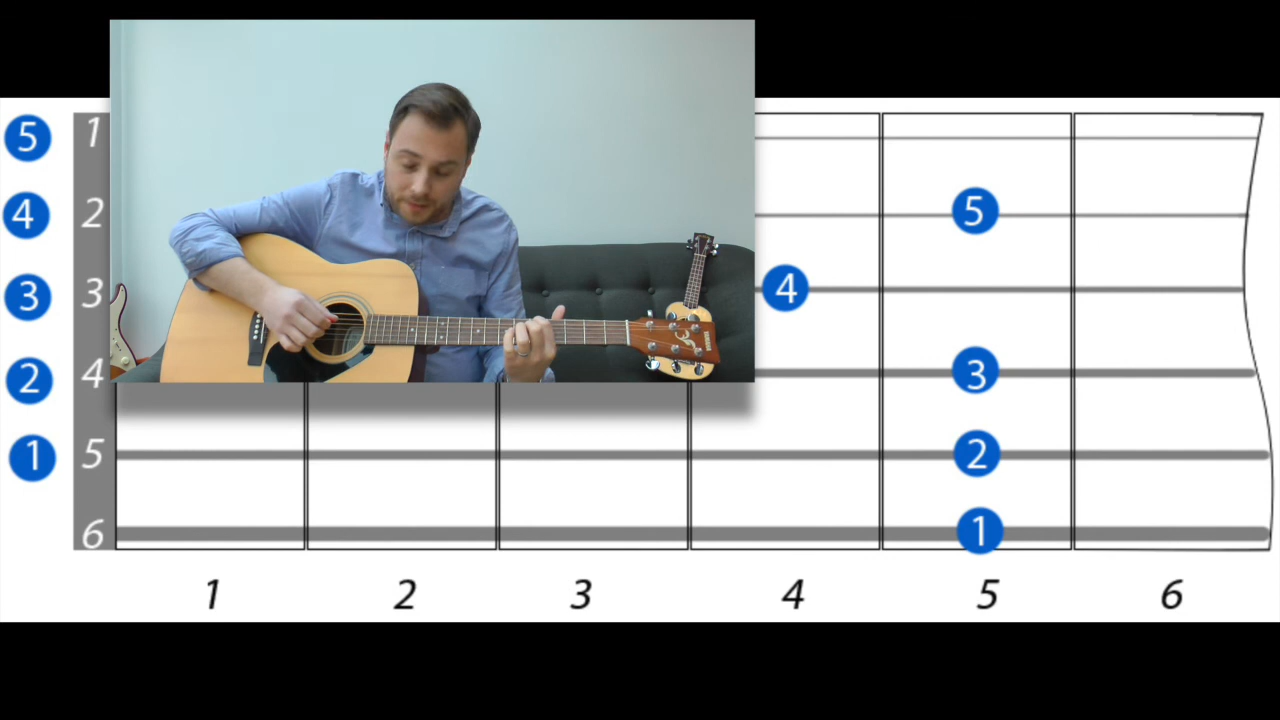 5 1
4 2 5
3 3 4
2 4 3
1 5 2
6 1
1 2 3 4 5 6